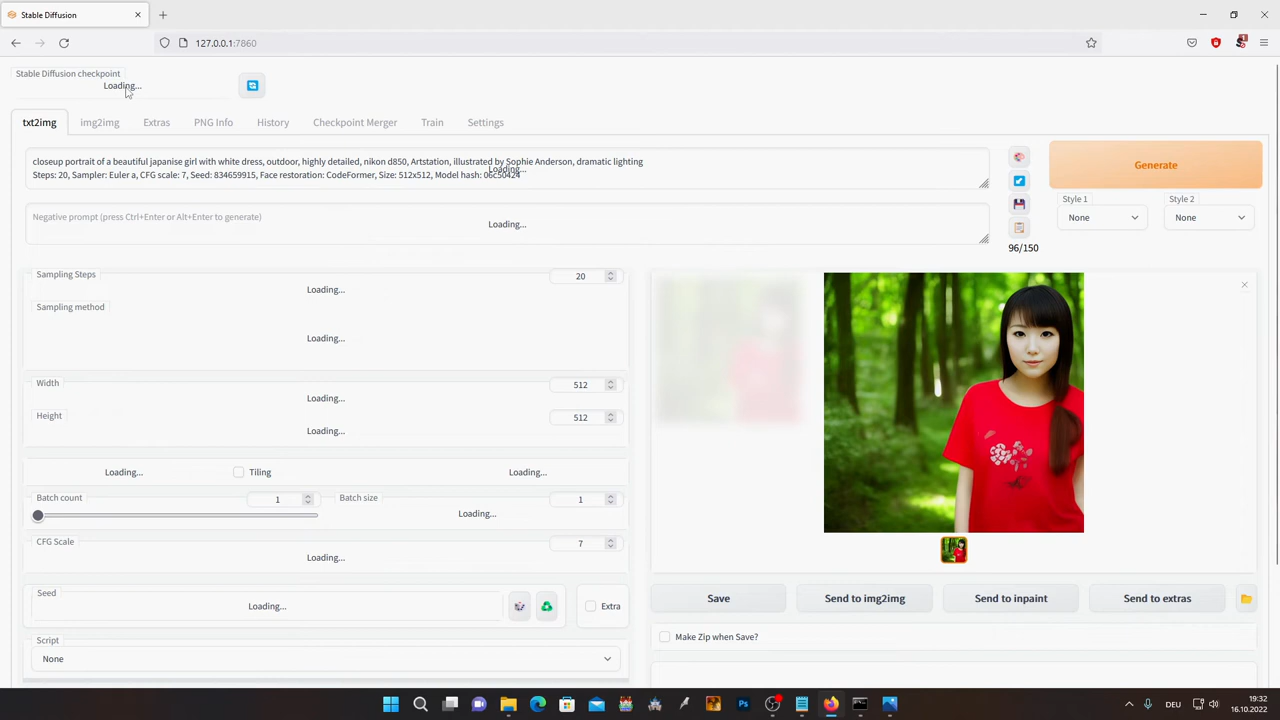 Stable Diffusion
127.0.0.1:7860
Stable Diffusion checkpoint
Loading...
txt2img
img2img
Extras
PNG Info
History
Checkpoint Merger
Train
Settings
closeup portrait of a beautiful japanise girl with white dress, outdoor, highly detailed, nikon d850, Artstation, illustrated by Sophie Anderson, dramatic lighting
Steps: 20, Sampler: Euler a, CFG scale: 7, Seed: 834659915, Face restoration: CodeFormer, Size: 512x512, Model hash: 06c50424
Loading...
Negative prompt (press Ctrl+Enter or Alt+Enter to generate)
Loading...
Generate
Style 1
Style 2
None
None
96/150
Sampling Steps
20
Loading...
Sampling method
Loading...
Width
512
Loading...
Height
512
Loading...
Loading...
Tiling
Loading...
Batch count
1
Batch size
1
Loading...
CFG Scale
7
Loading...
Seed
Loading...
Extra
Script
None
Save
Send to img2img
Send to inpaint
Send to extras
Make Zip when Save?
DEU
19:32
16.10.2022